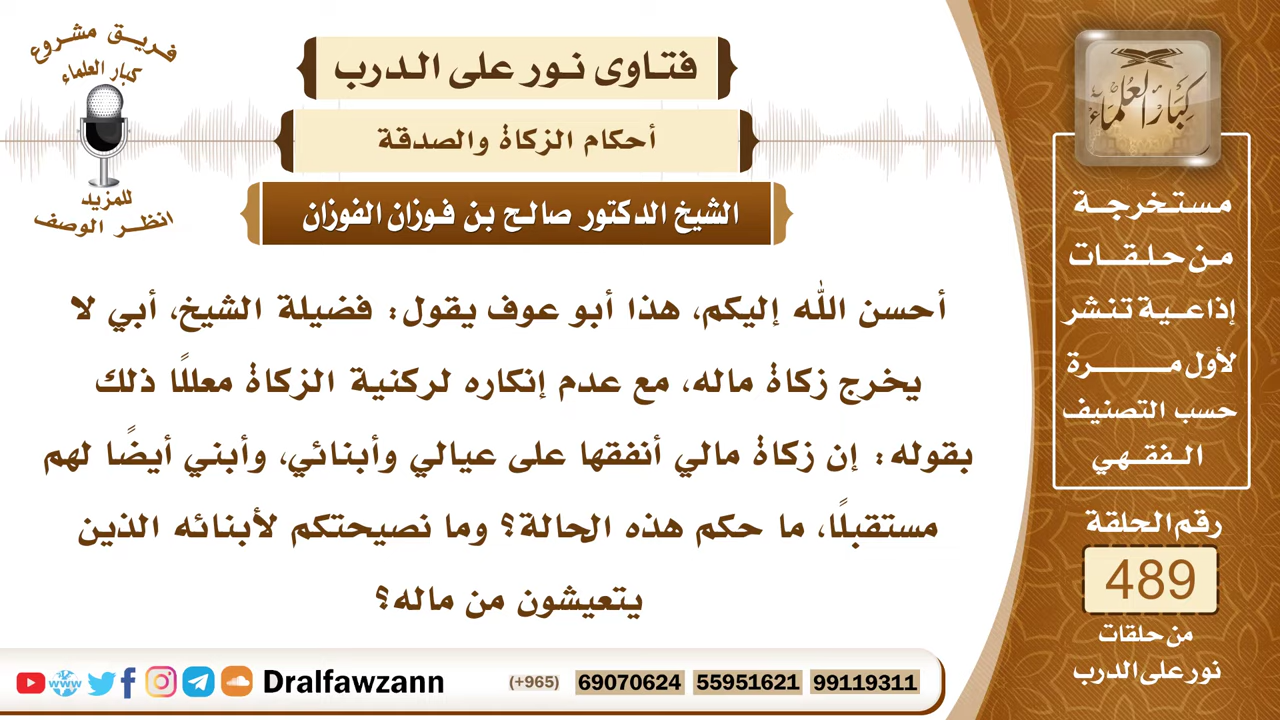 فريق مشروع
كبار العلماء
للمزيد
انظر الوصف
فتاوى نور على الدرب
أحكام الزكاة والصدقة
الشيخ الدكتور صالح بن فوزان الفوزان
أحسن الله إليكم، هذا أبو عوف يقول: فضيلة الشيخ، أبي لا
يخرج زكاة ماله، مع عدم إنكاره لركنية الزكاة معللًا ذلك
بقوله: إن زكاة مالي أنفقها على عيالي وأبنائي، وأبني أيضًا لهم
مستقبلًا، ما حكم هذه الحالة؟ وما نصيحتكم لأبنائه الذين
يتعيشون من ماله؟
كبار العلماء
مستخرجة
من حلقات
إذاعية تنشر
لأول مرة
حسب التصنيف
الفقهي
رقم الحلقة
489
من حلقات
نور على الدرب
www
Dralfawzann
(+965) 69070624 55951621 99119311